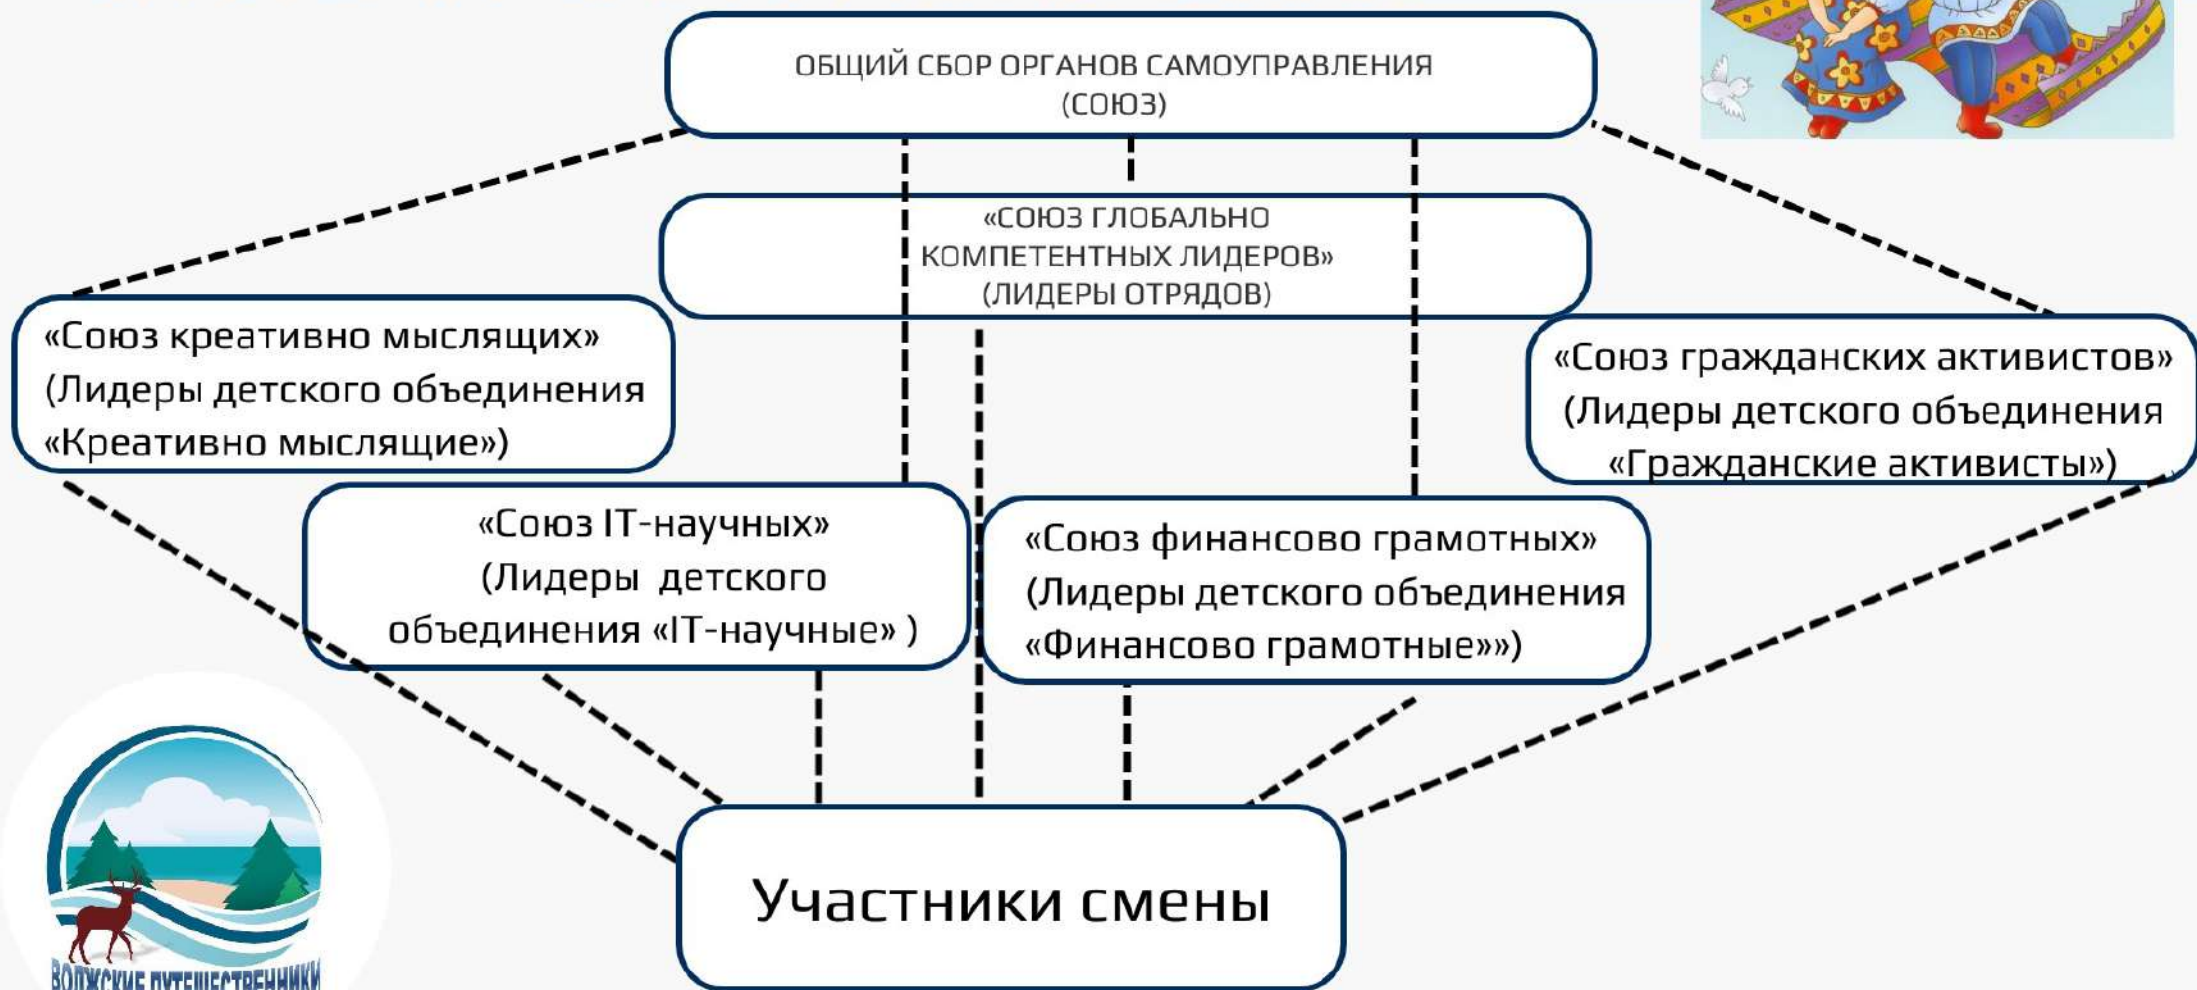 ОБЩИЙ СБОР ОРГАНОВ САМОУПРАВЛЕНИЯ
(СОЮЗ)
«СОЮЗ ГЛОБАЛЬНО
КОМПЕТЕНТНЫХ ЛИДЕРОВ»
(ЛИДЕРЫ ОТРЯДОВ)
«Союз креативно мыслящих»
(Лидеры детского объединения
«Креативно мыслящие»)
«Союз гражданских активистов»
(Лидеры детского объединения
«Гражданские активисты»)
«Союз IT-научных»
(Лидеры  детского
объединения «IT-научные» )
«Союз финансово грамотных»
(Лидеры детского объединения
«Финансово грамотные»»)
Участники смены
ВОЛЖСКИЕ ПУТЕШЕСТВЕННИКИ